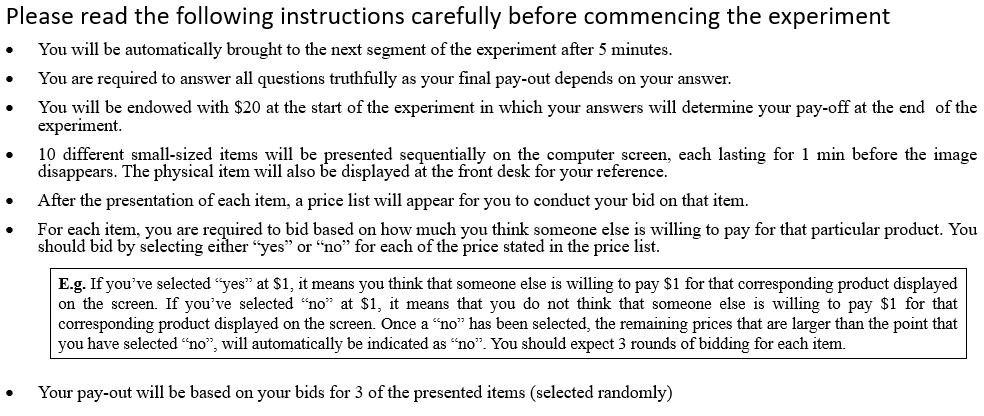 Please read the following instructions carefully before commencing the experiment
• You will be automatically brought to the next segment of the experiment after 5 minutes.
• You are required to answer all questions truthfully as your final pay-out depends on your answer.
• You will be endowed with $20 at the start of the experiment in which your answers will determine your pay-off at the end of the
experiment.
• 10 different small-sized items will be presented sequentially on the computer screen, each lasting for 1 min before the image
disappears. The physical item will also be displayed at the front desk for your reference.
• After the presentation of each item, a price list will appear for you to conduct your bid on that item.
• For each item, you are required to bid based on how much you think someone else is willing to pay for that particular product. You
should bid by selecting either “yes” or “no” for each of the price stated in the price list.
E.g. If you’ve selected “yes” at $1, it means you think that someone else is willing to pay $1 for that corresponding product displayed
on the screen. If you’ve selected “no” at $1, it means that you do not think that someone else is willing to pay $1 for that
corresponding product displayed on the screen. Once a “no” has been selected, the remaining prices that are larger than the point that
you have selected “no”, will automatically be indicated as “no”. You should expect 3 rounds of bidding for each item.
• Your pay-out will be based on your bids for 3 of the presented items (selected randomly)